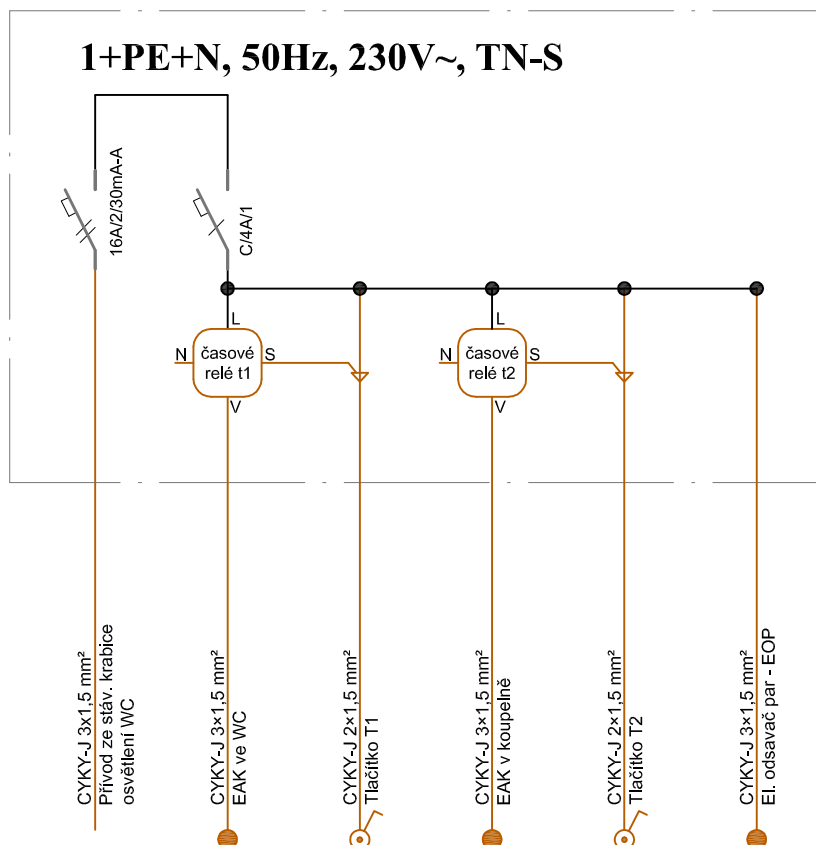 1+PE+N, 50Hz, 230V~, TN-S
16A/2/30mA-A
C/4A/1
L
N
časové
relé t1
S
V
L
N
časové
relé t2
S
V
CYKY-J 3x1,5 mm²
Přívod ze stáv. krabice
osvětlení WC
CYKY-J 3×1,5 mm²
EAK ve WC
CYKY-J 2×1,5 mm²
Tlačítko T1
CYKY-J 3×1,5 mm²
EAK v koupelně
CYKY-J 2×1,5 mm²
Tlačítko T2
CYKY-J 3×1,5 mm²
El. odsavač par - EOP